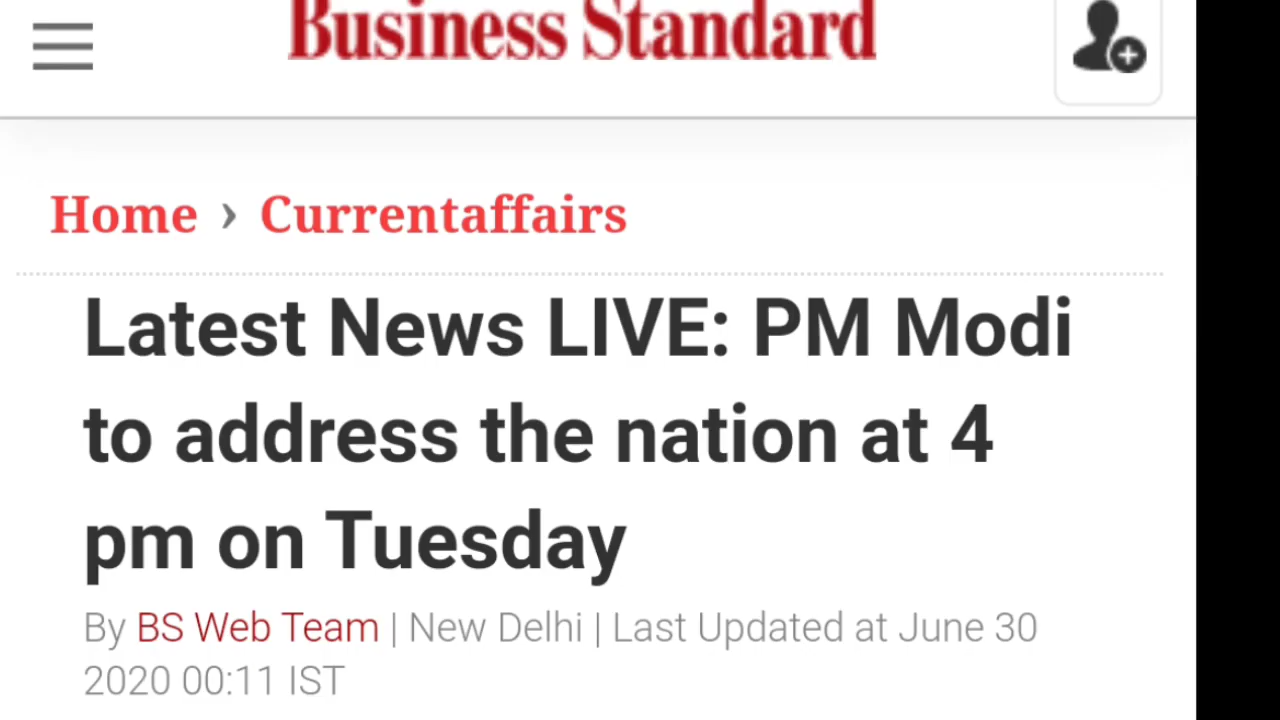 Business Standard
Home › Currentaffairs
Latest News LIVE: PM Modi
to address the nation at 4
pm on Tuesday
By BS Web Team | New Delhi | Last Updated at June 30
2020 00:11 IST